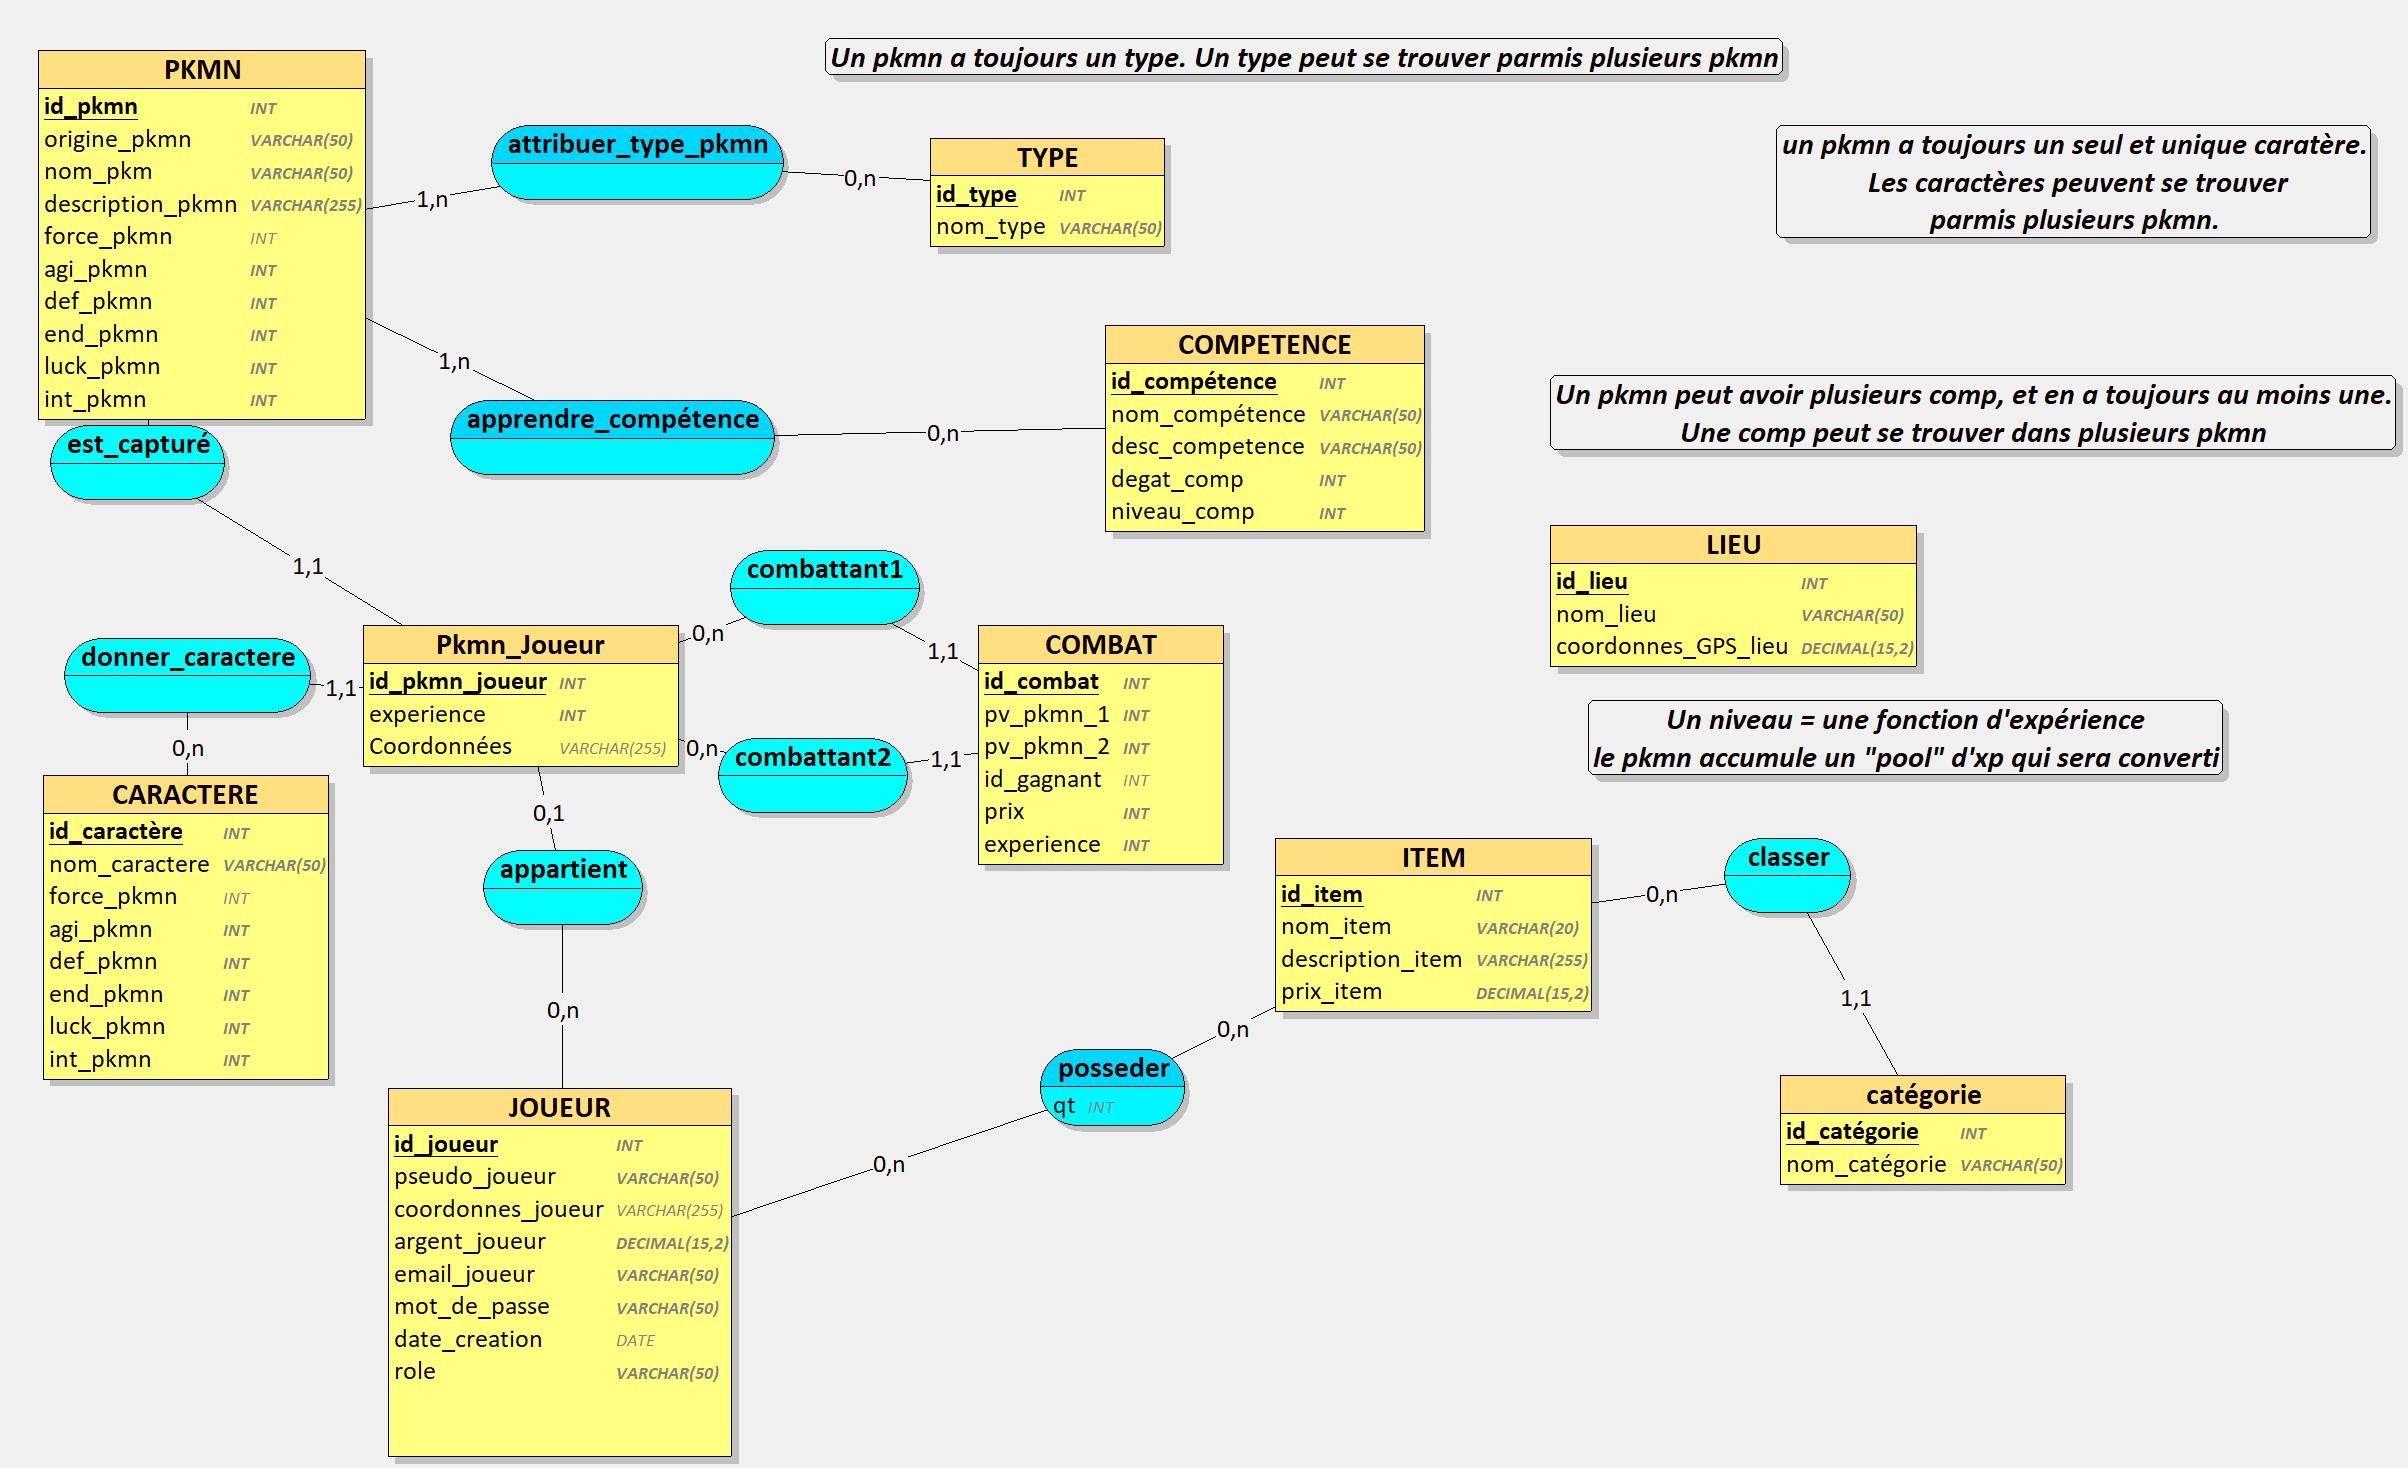 Un pkmn a toujours un type. Un type peut se trouver parmis plusieurs pkmn
PKMN
id_pkmn INT
origine_pkmn VARCHAR(50)
nom_pkm VARCHAR(50)
description_pkmn VARCHAR(255)
force_pkmn INT
agi_pkmn INT
def_pkmn INT
end_pkmn INT
luck_pkmn INT
int_pkmn INT
attribuer_type_pkmn
1,n
0,n
TYPE
id_type INT
nom_type VARCHAR(50)
un pkmn a toujours un seul et unique caratère.
Les caractères peuvent se trouver
parmis plusieurs pkmn.
1,n
apprendre_compétence
0,n
COMPETENCE
id_compétence INT
nom_compétence VARCHAR(50)
desc_competence VARCHAR(50)
degat_comp INT
niveau_comp INT
Un pkmn peut avoir plusieurs comp, et en a toujours au moins une.
Une comp peut se trouver dans plusieurs pkmn
est_capturé
1,1
LIEU
id_lieu INT
nom_lieu VARCHAR(50)
coordonnes_GPS_lieu DECIMAL(15,2)
combattant1
0,n
1,1
donner_caractere
1,1
0,n
Pkmn_Joueur
id_pkmn_joueur INT
experience INT
Coordonnées VARCHAR(255)
0,n
combattant2
1,1
COMBAT
id_combat INT
pv_pkmn_1 INT
pv_pkmn_2 INT
id_gagnant INT
prix INT
experience INT
Un niveau = une fonction d'expérience
le pkmn accumule un "pool" d'xp qui sera converti
CARACTERE
id_caractère INT
nom_caractere VARCHAR(50)
force_pkmn INT
agi_pkmn INT
def_pkmn INT
end_pkmn INT
luck_pkmn INT
int_pkmn INT
0,1
appartient
0,n
ITEM
id_item INT
nom_item VARCHAR(20)
description_item VARCHAR(255)
prix_item DECIMAL(15,2)
0,n
classer
1,1
0,n
posseder
qt INT
0,n
catégorie
id_catégorie INT
nom_catégorie VARCHAR(50)
JOUEUR
id_joueur INT
pseudo_joueur VARCHAR(50)
coordonnes_joueur VARCHAR(255)
argent_joueur DECIMAL(15,2)
email_joueur VARCHAR(50)
mot_de_passe VARCHAR(50)
date_creation DATE
role VARCHAR(50)